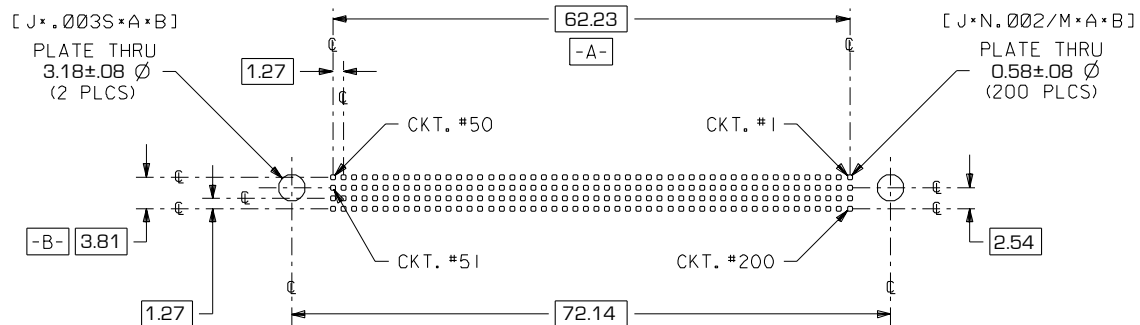 [J*.003S*A*B]
PLATE THRU
3.18±.08 Ø
(2 PLCS)
62.23
-A-
1.27
[J*N.002/M*A*B]
PLATE THRU
0.58±.08 Ø
(200 PLCS)
CKT. #50
CKT. #1
-B- 3.81
CKT. #51
CKT. #200
2.54
1.27
72.14